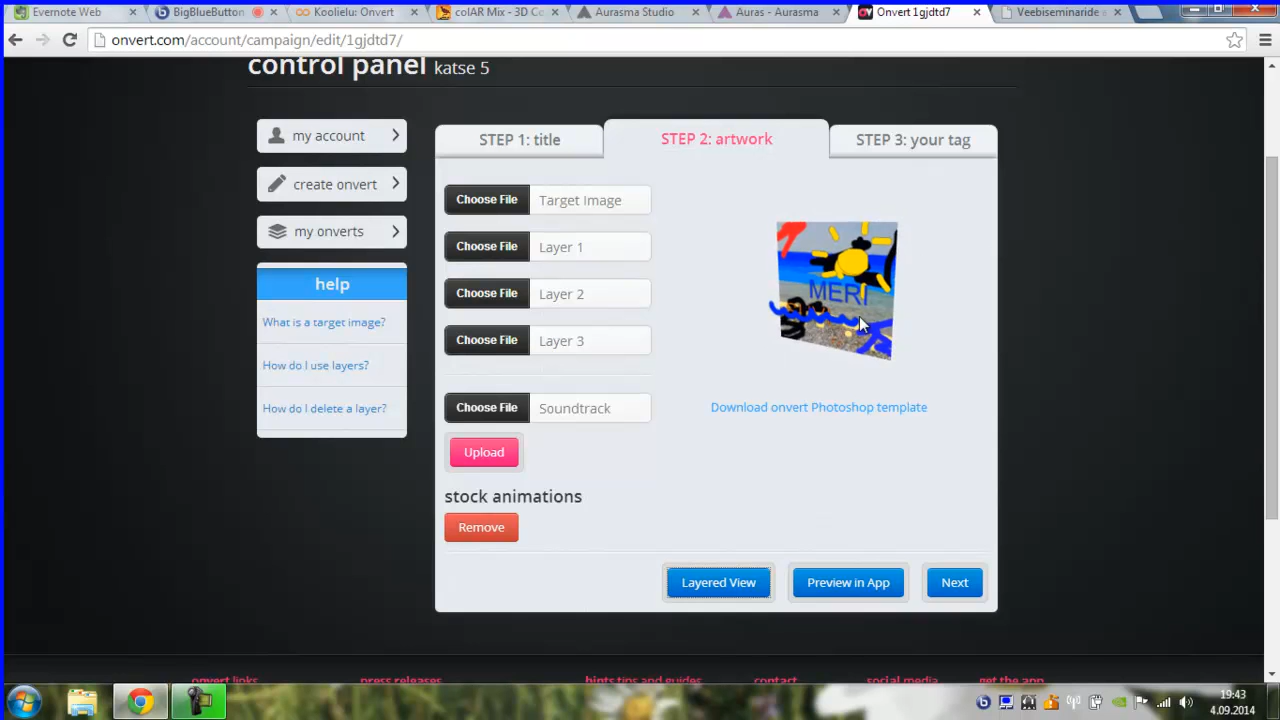 Evernote Web
BigBlueButton
Koolielu: Onvert
colAR Mix - 3D Co
Aurasma Studio
Auras - Aurasma
Onvert 1gjdtd7
Veebiseminaride a
onvert.com/account/campaign/edit/1gjdtd7/
control panel katse 5
my account
create onvert
my onverts
help
What is a target image?
How do I use layers?
How do I delete a layer?
STEP 1: title
STEP 2: artwork
STEP 3: your tag
Choose File Target Image
Choose File Layer 1
Choose File Layer 2
Choose File Layer 3
Choose File Soundtrack
Upload
MERI
Download onvert Photoshop template
stock animations
Remove
Layered View
Preview in App
Next
onvert links
press releases
hints tips and guides
contact
social media
get the app
19:43
4.09.2014